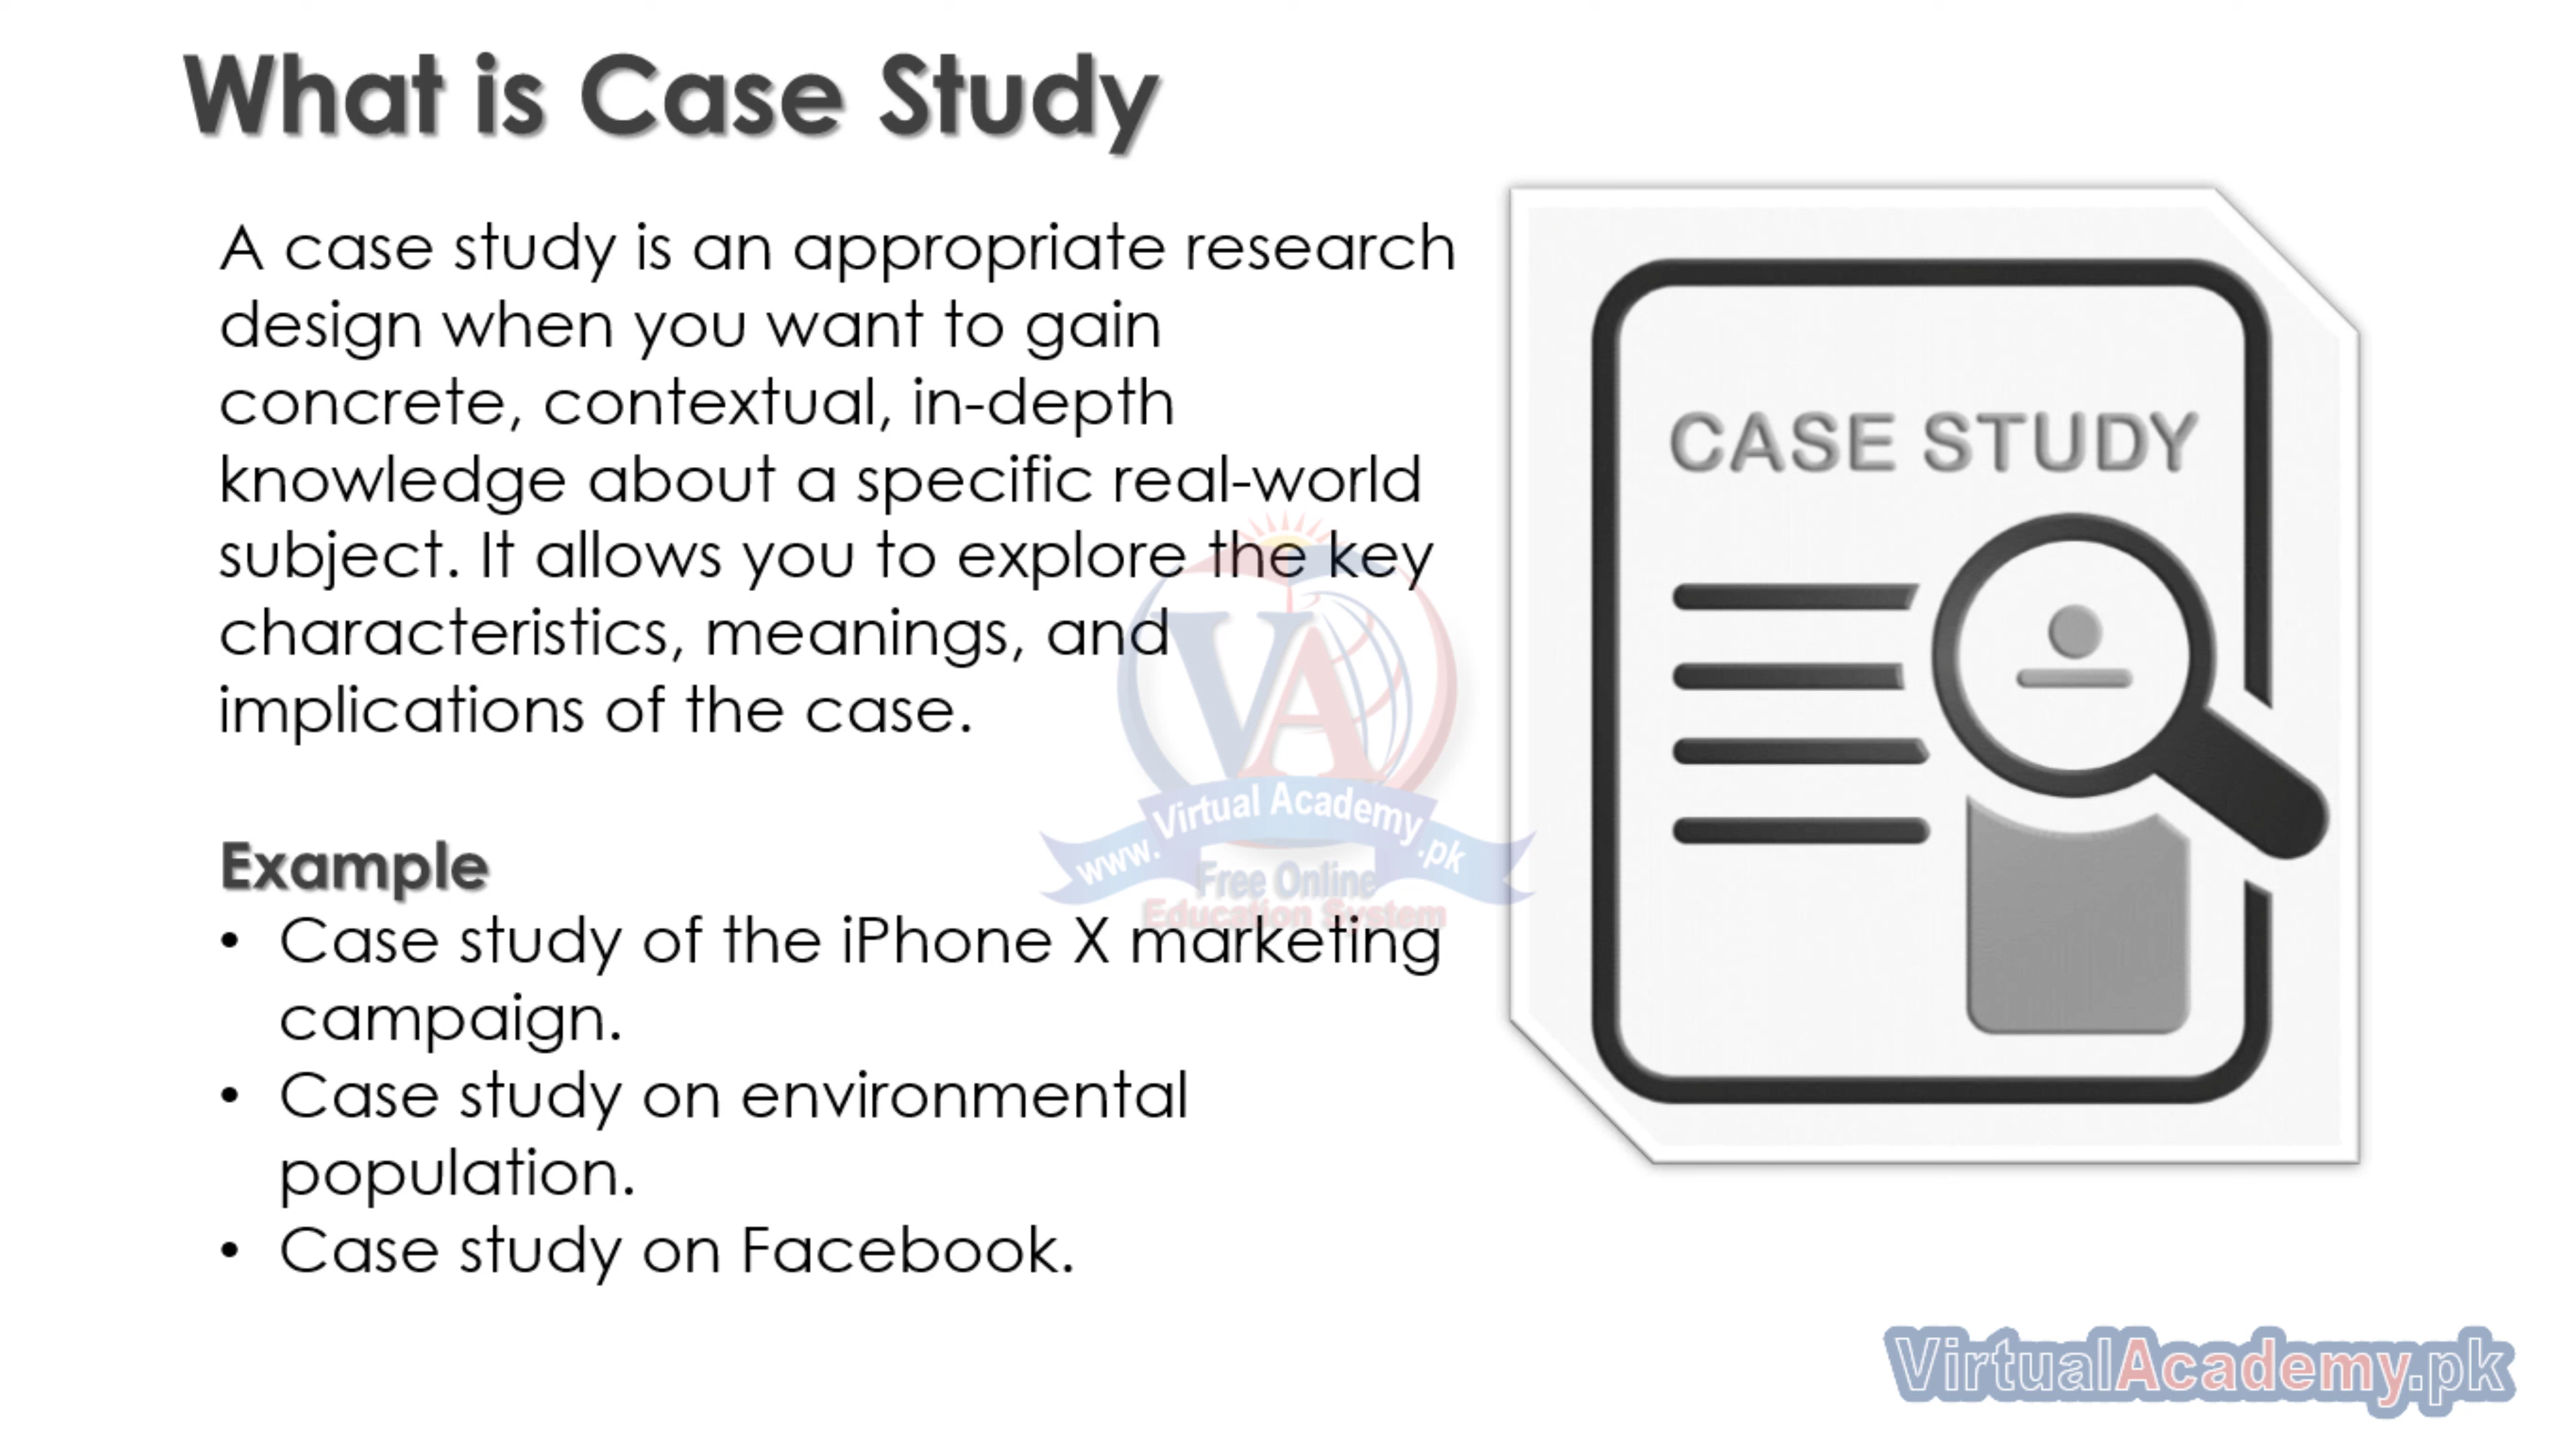 What is Case Study
A case study is an appropriate research
design when you want to gain
concrete, contextual, in-depth
knowledge about a specific real-world
subject. It allows you to explore the key
characteristics, meanings, and
implications of the case.
Example
• Case study of the iPhone X marketing
campaign.
• Case study on environmental
population.
• Case study on Facebook.
CASE STUDY
VA
www.Virtual Academy.pk
Free Online
Education System
VirtualAcademy.pk